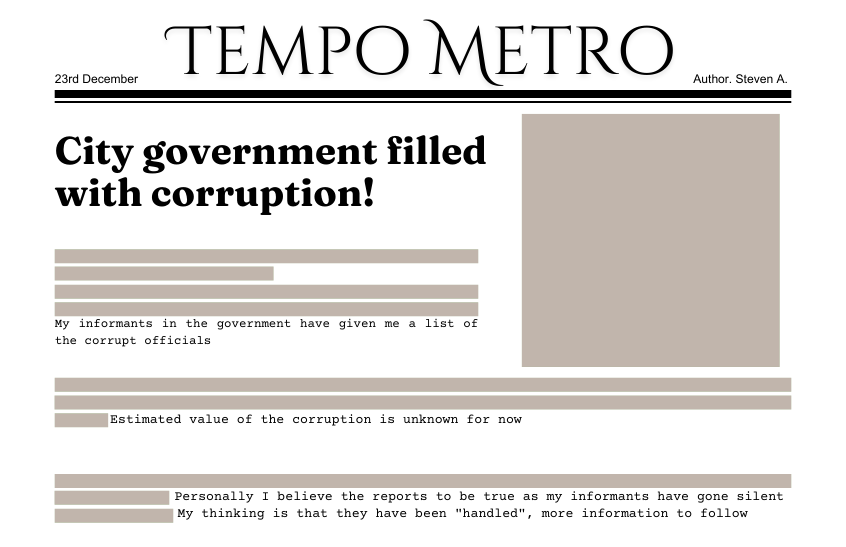 TEMPO METRO
23rd December
Author. Steven A.
City government filled
with corruption!
My informants in the government have given me a list of
the corrupt officials
Estimated value of the corruption is unknown for now
Personally I believe the reports to be true as my informants have gone silent
My thinking is that they have been "handled", more information to follow